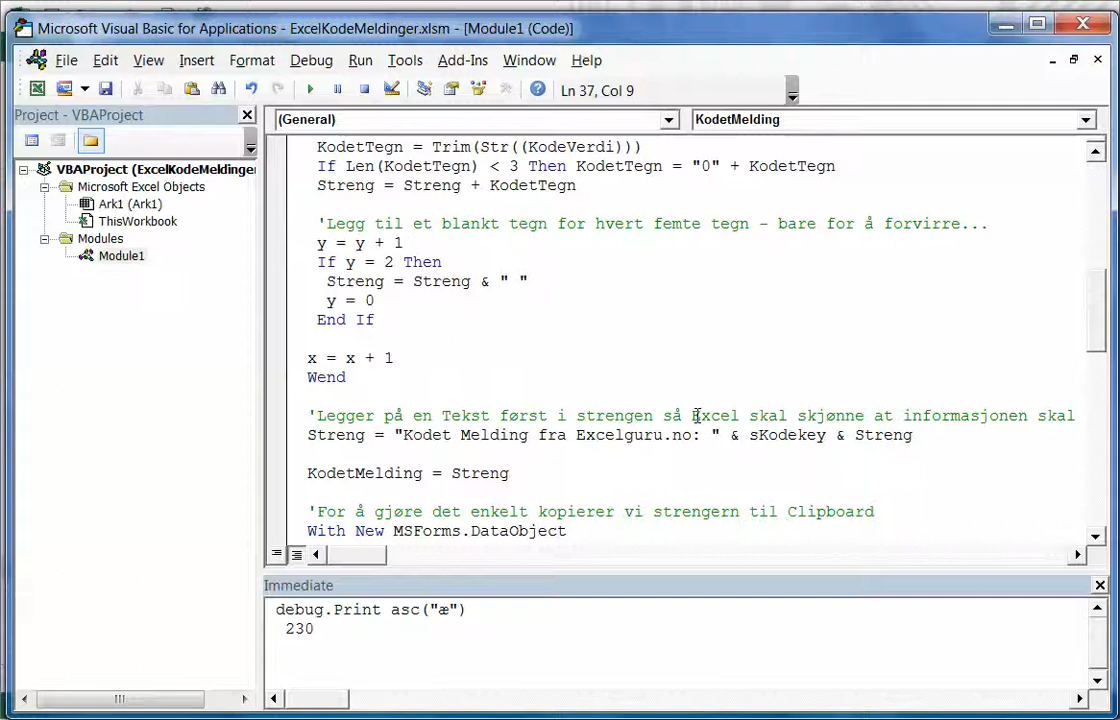 Microsoft Visual Basic for Applications - ExcelKodeMeldinger.xlsm - [Module1 (Code)]
File Edit View Insert Format Debug Run Tools Add-Ins Window Help
Ln 37, Col 9
Project - VBAProject
(General) KodetMelding
VBAProject (ExcelKodeMeldinge
Microsoft Excel Objects
Ark1 (Ark1)
ThisWorkbook
Modules
Module1
KodetTegn = Trim(Str((KodeVerdi)))
If Len(KodetTegn) < 3 Then KodetTegn = "0" + KodetTegn
Streng = Streng + KodetTegn
'Legg til et blankt tegn for hvert femte tegn - bare for å forvirre...
y = y + 1
If y = 2 Then
Streng = Streng & " "
y = 0
End If
x = x + 1
Wend
'Legger på en Tekst først i strengen så Excel skal skjønne at informasjonen skal
Streng = "Kodet Melding fra Excelguru.no: " & sKodekey & Streng
KodetMelding = Streng
'For å gjøre det enkelt kopierer vi strengern til Clipboard
With New MSForms.DataObject
Immediate
debug.Print asc("æ")
230